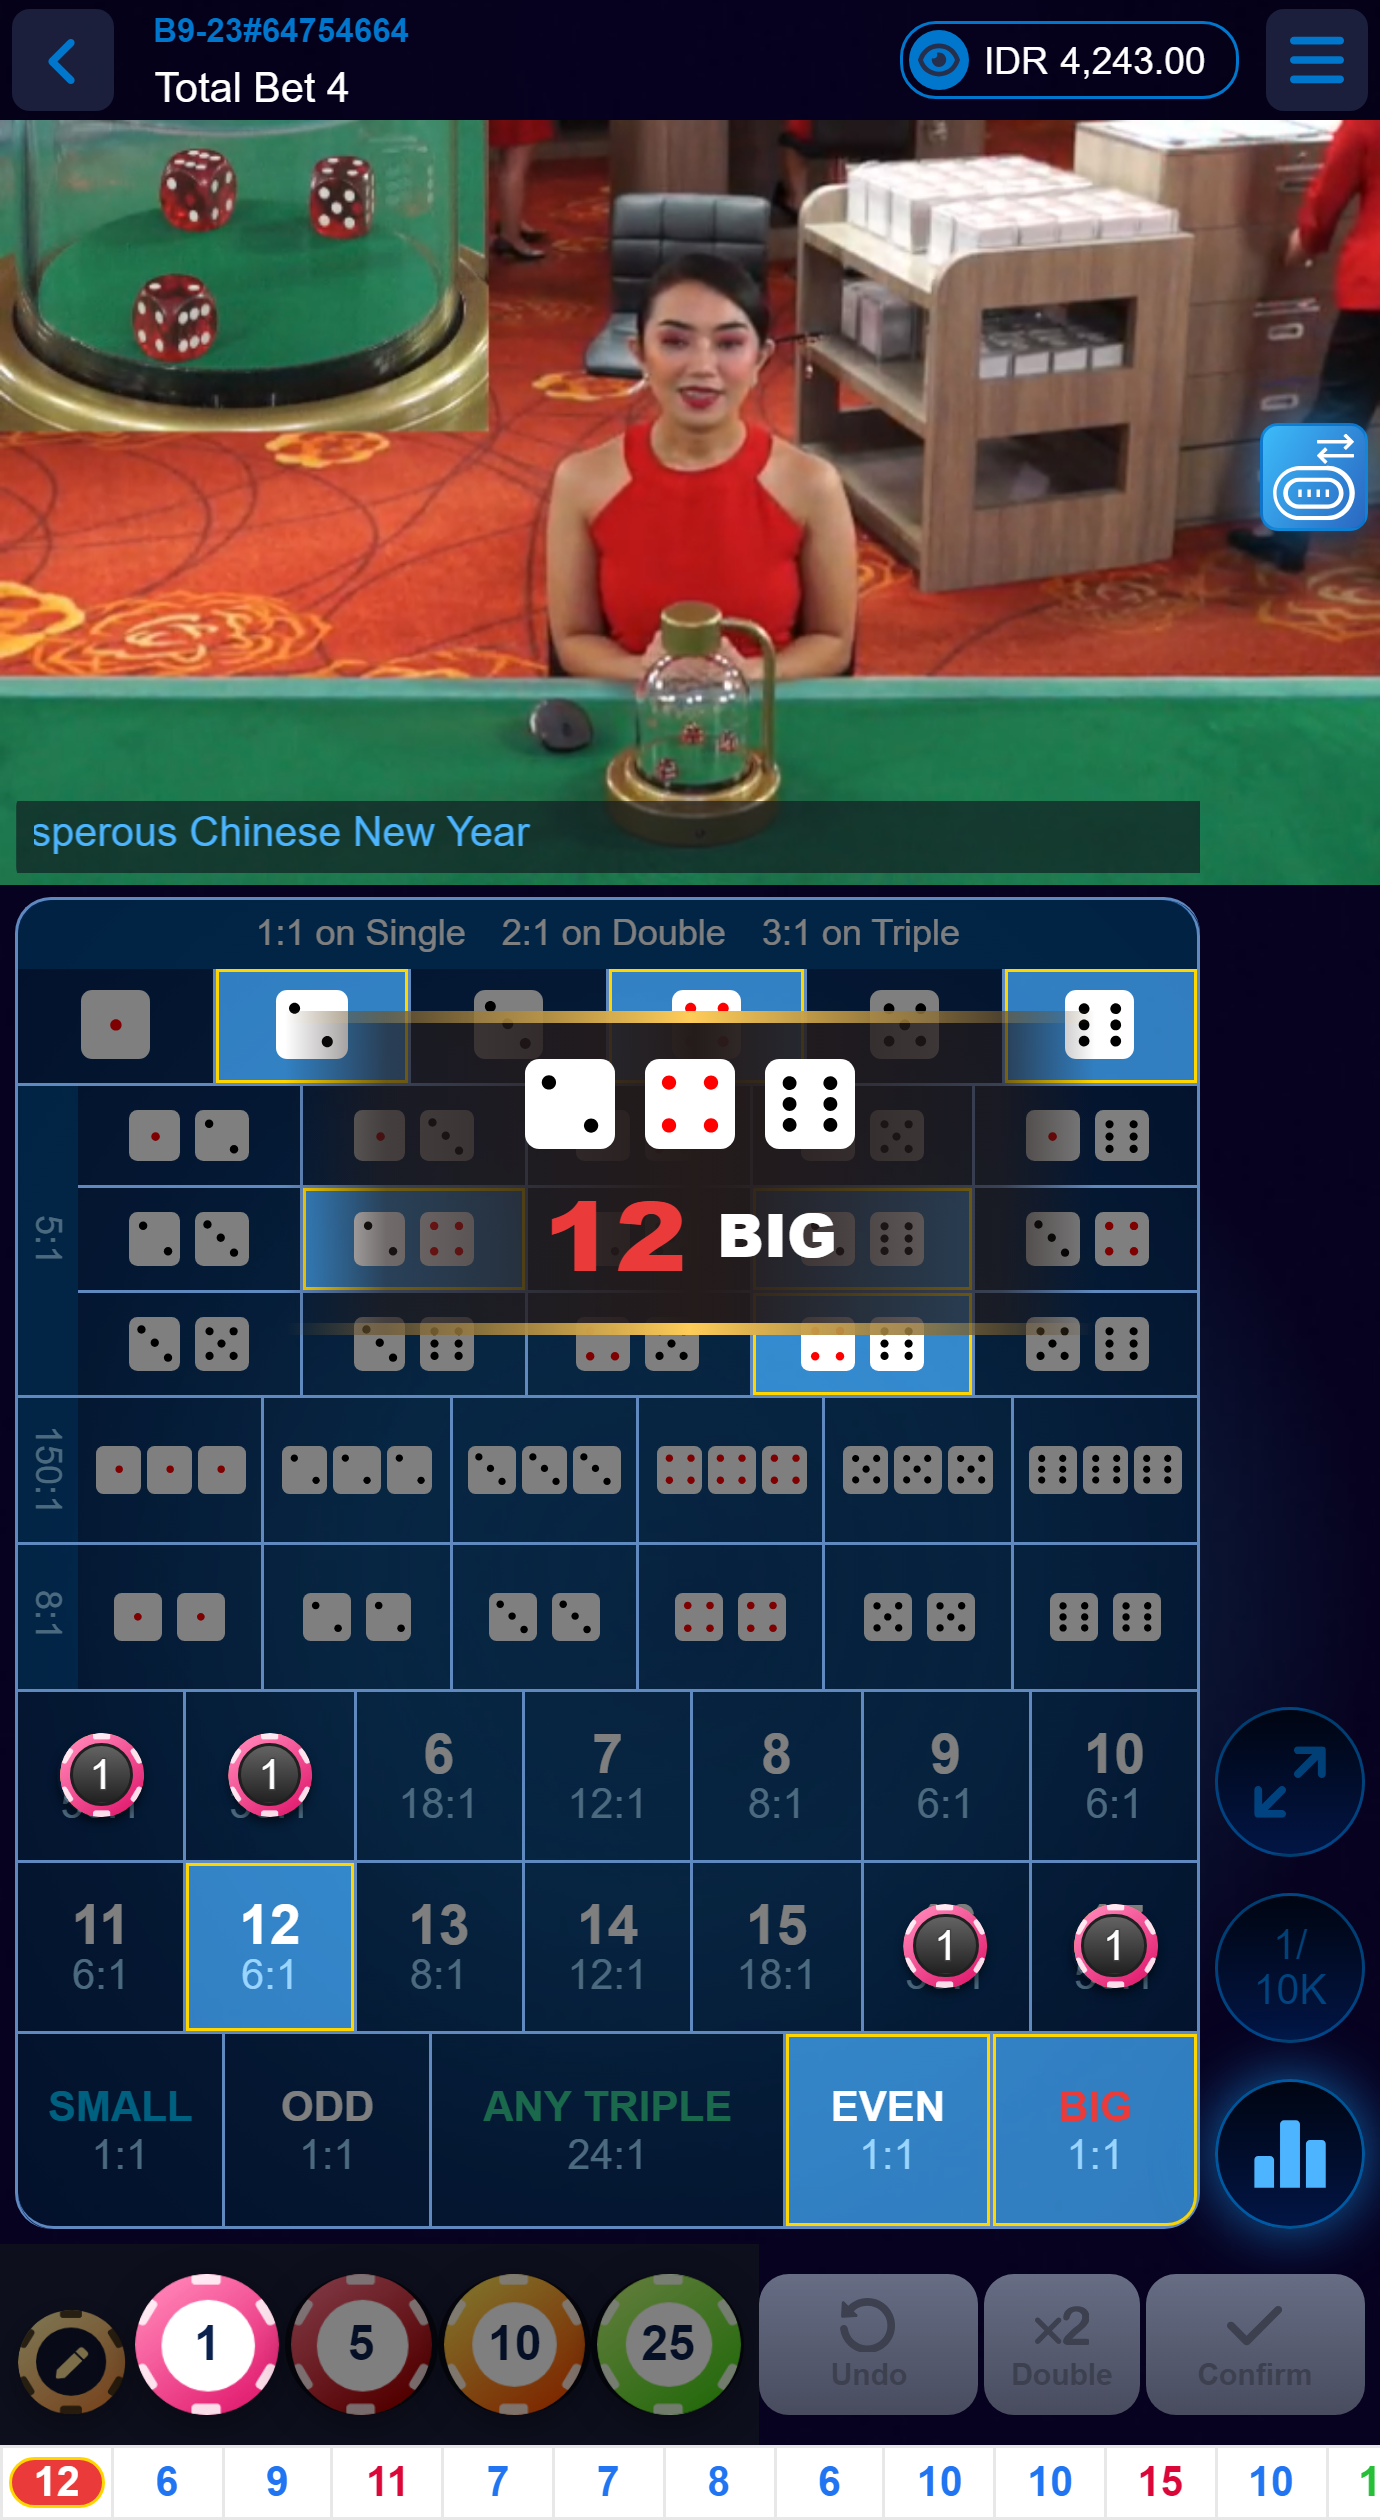 B9-23#64754664
Total Bet 4
IDR 4,243.00
sperous Chinese New Year
1:1 on Single 2:1 on Double 3:1 on Triple
12 BIG
5:1
150:1
8:1
1 1 6 7 8 9 10
18:1 12:1 8:1 6:1 6:1
11 12 13 14 15 1 1
6:1 6:1 8:1 12:1 18:1
1/
10K
SMALL ODD ANY TRIPLE EVEN BIG
1:1 1:1 24:1 1:1 1:1
1 5 10 25 x2
Undo Double Confirm
12 6 9 11 7 7 8 6 10 10 15 10